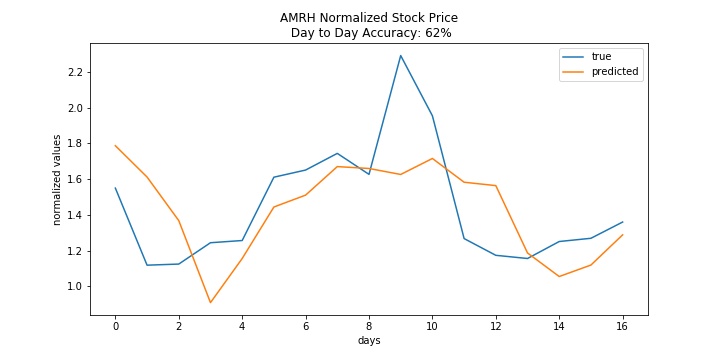 AMRH Normalized Stock Price
Day to Day Accuracy: 62%
true
predicted
normalized values
2.2
2.0
1.8
1.6
1.4
1.2
1.0
0 2 4 6 8 10 12 14 16
days